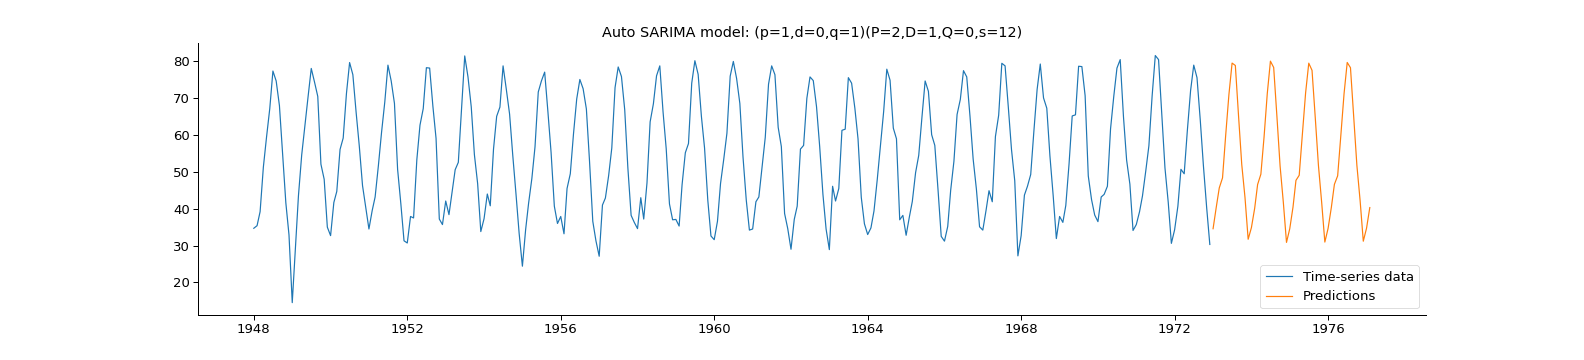 Auto SARIMA model: (p=1,d=0,q=1)(P=2,D=1,Q=0,s=12)
80
70
60
50
40
30
20
Time-series data
Predictions
1948 1952 1956 1960 1964 1968 1972 1976